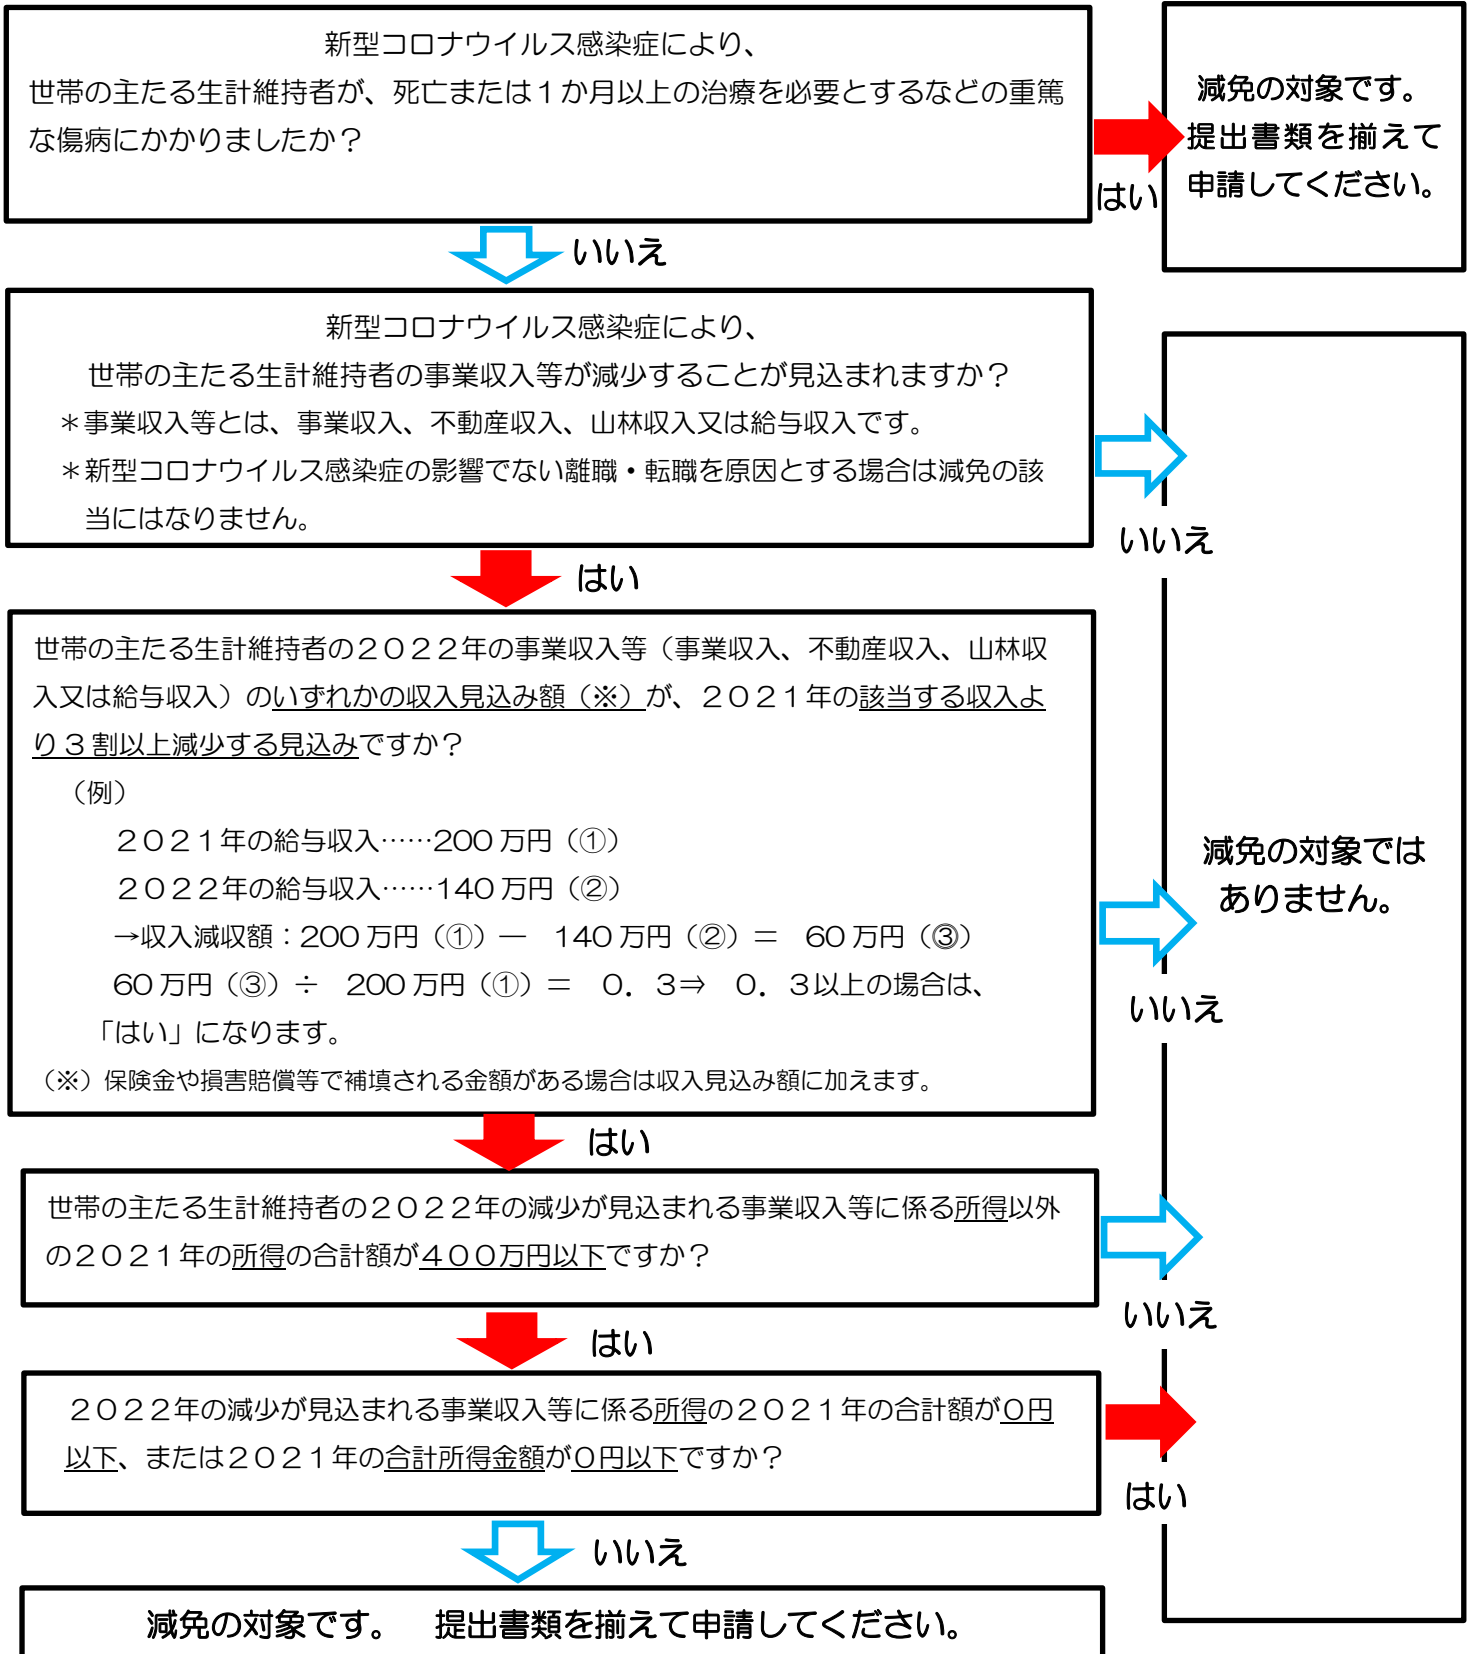 新型コロナウイルス感染症により、
世帯の主たる生計維持者が、死亡または１か月以上の治療を必要とするなどの重篤
な傷病にかかりましたか？
はい
減免の対象です。
提出書類を揃えて
申請してください。
いいえ
新型コロナウイルス感染症により、
世帯の主たる生計維持者の事業収入等が減少することが見込まれますか？
＊事業収入等とは、事業収入、不動産収入、山林収入又は給与収入です。
＊新型コロナウイルス感染症の影響でない離職・転職を原因とする場合は減免の該
当にはなりません。
いいえ
はい
世帯の主たる生計維持者の２０２２年の事業収入等（事業収入、不動産収入、山林収
入又は給与収入）のいずれかの収入見込み額（※）が、２０２１年の該当する収入よ
り３割以上減少する見込みですか？
（例）
２０２１年の給与収入……200万円（①）
２０２２年の給与収入……140万円（②）
→収入減収額：200万円（①）－　140万円（②）＝　60万円（③）
60万円（③）÷　200万円（①）＝　０．３⇒　０．３以上の場合は、
「はい」になります。
（※）保険金や損害賠償等で補填される金額がある場合は収入見込み額に加えます。
いいえ
減免の対象では
ありません。
はい
世帯の主たる生計維持者の２０２２年の減少が見込まれる事業収入等に係る所得以外
の２０２１年の所得の合計額が４００万円以下ですか？
いいえ
はい
２０２２年の減少が見込まれる事業収入等に係る所得の２０２１年の合計額が０円
以下、または２０２１年の合計所得金額が０円以下ですか？
はい
いいえ
減免の対象です。　提出書類を揃えて申請してください。